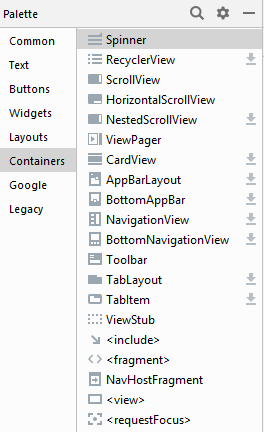 Palette
Common
Text
Buttons
Widgets
Layouts
Containers
Google
Legacy
Spinner
RecyclerView
ScrollView
HorizontalScrollView
NestedScrollView
ViewPager
CardView
AppBarLayout
BottomAppBar
NavigationView
BottomNavigationView
Toolbar
TabLayout
TabItem
ViewStub
<include>
<fragment>
NavHostFragment
<view>
<requestFocus>